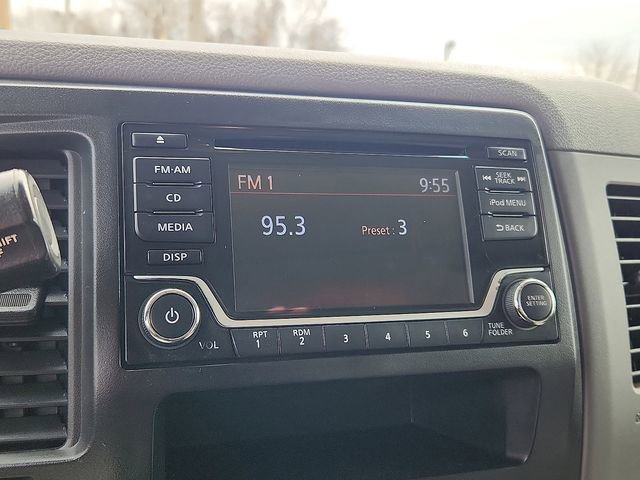 SCAN
FM·AM
CD
MEDIA
DISP
FM 1
9:55
95.3
Preset : 3
SEEK
TRACK
iPod MENU
BACK
ENTER
SETTING
VOL
RPT
1
RDM
2
3
4
5
6
TUNE
FOLDER